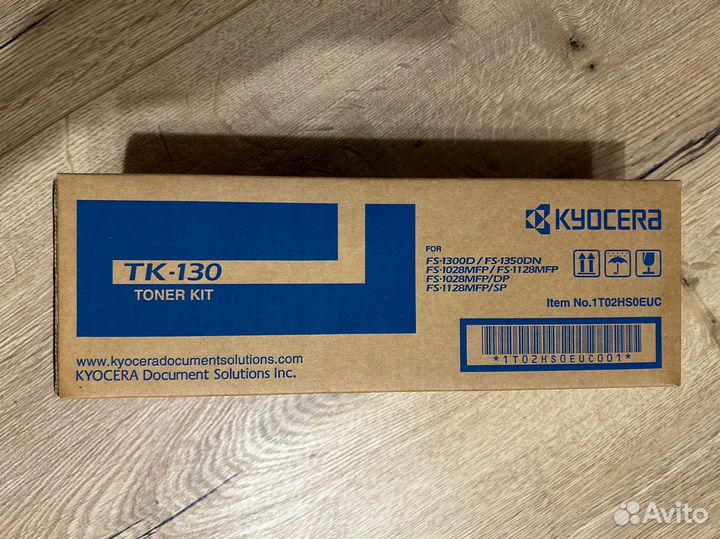 KYOCERA
TK-130
TONER KIT
FOR
FS-1300D / FS-1350DN
FS-1028MFP / FS-1128MFP
FS-1028MFP/DP
FS-1128MFP/SP
Item No.1T02HS0EUC
*1T02HS0EUC001*
www.kyoceradocumentsolutions.com
KYOCERA Document Solutions Inc.
Avito